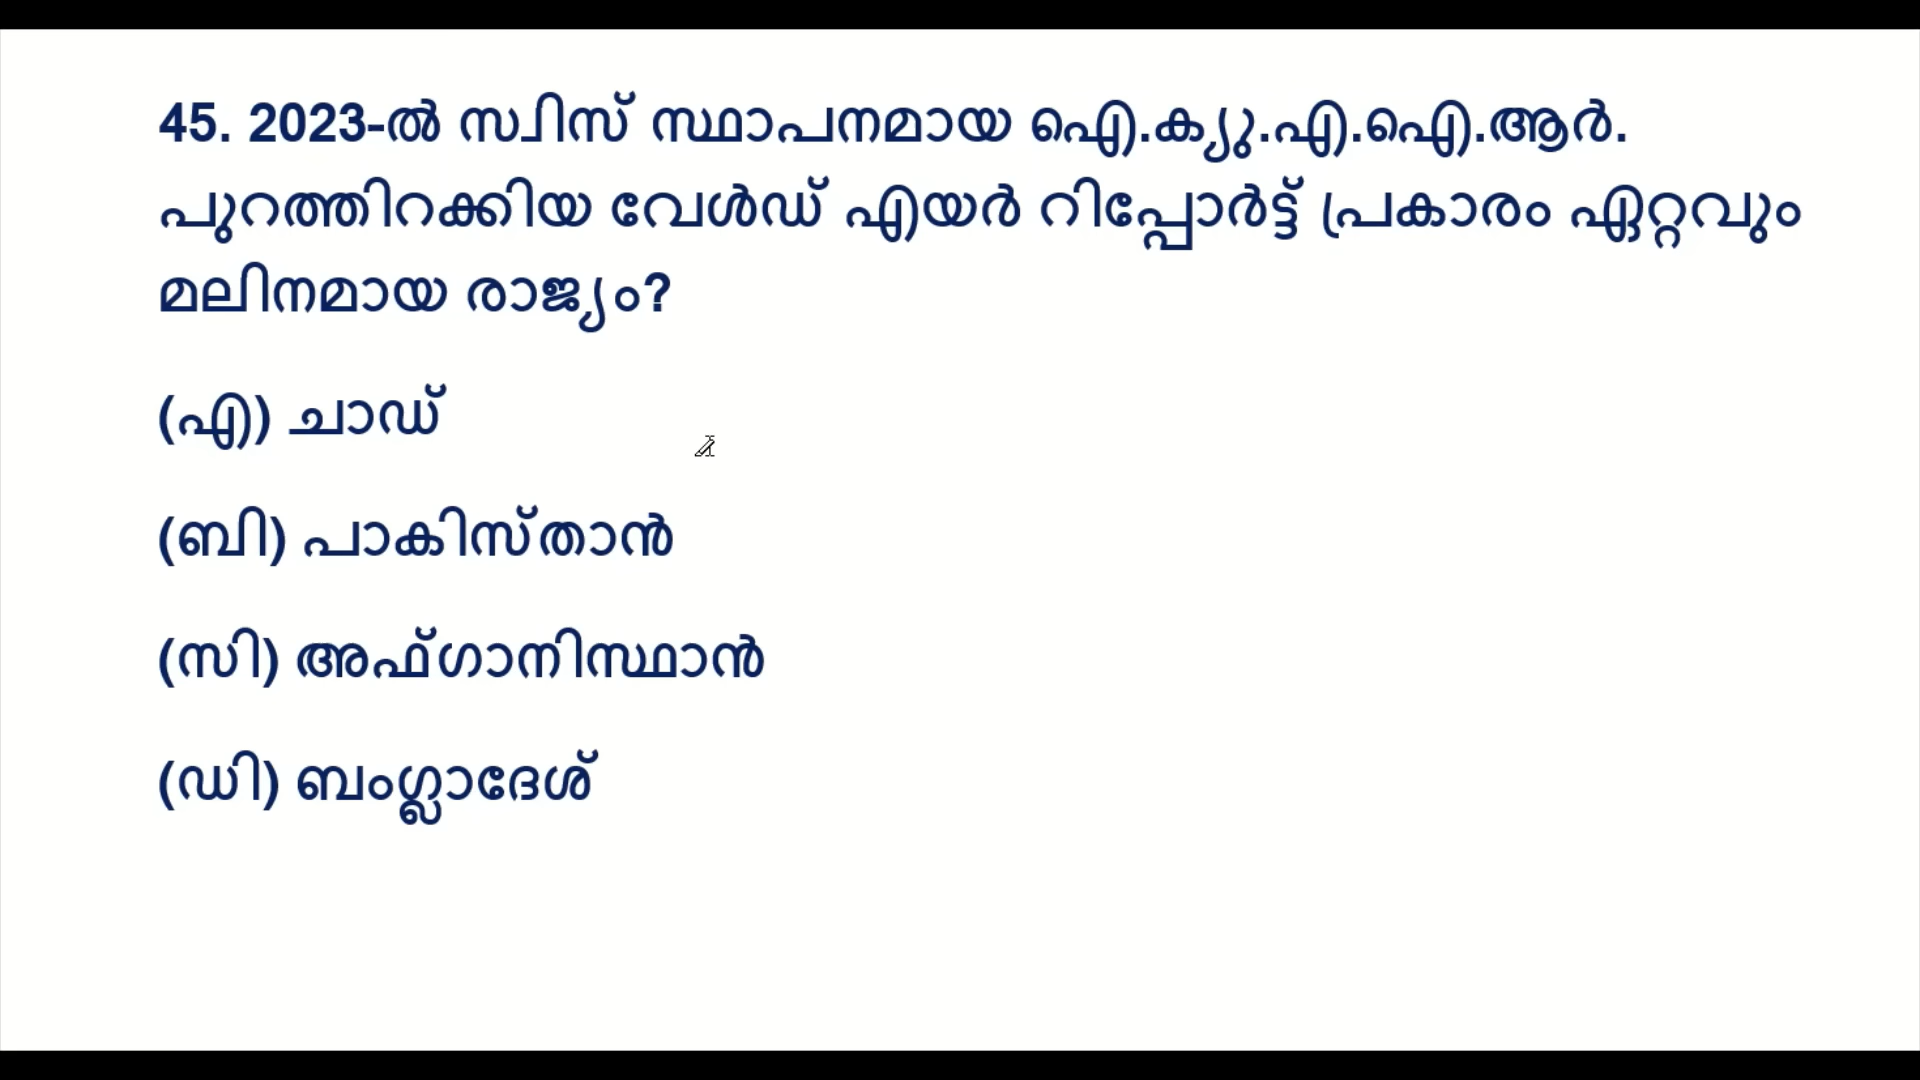 45. 2023-ൽ സ്വിസ് സ്ഥാപനമായ ഐ.ക്യു.എ.ഐ.ആർ.
പുറത്തിറക്കിയ വേൾഡ് എയർ റിപ്പോർട്ട് പ്രകാരം ഏറ്റവും
മലിനമായ രാജ്യം?
(എ) ചാഡ്
(ബി) പാകിസ്താൻ
(സി) അഫ്ഗാനിസ്ഥാൻ
(ഡി) ബംഗ്ലാദേശ്